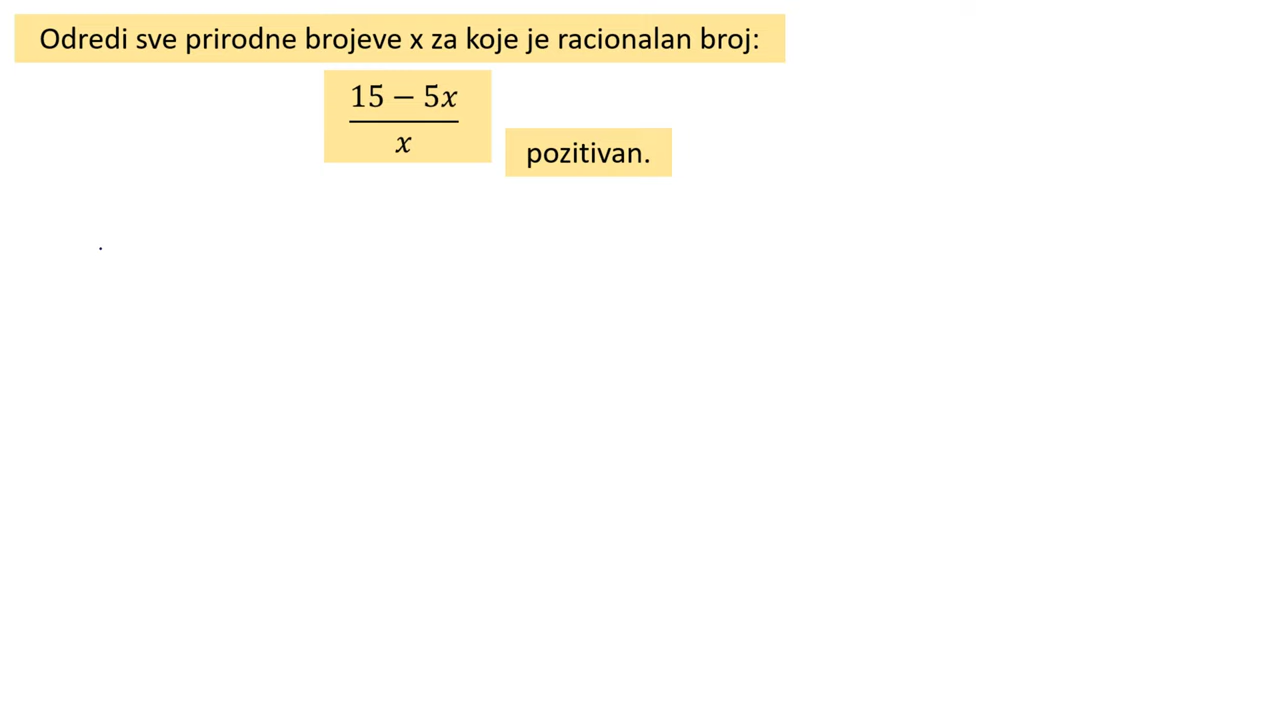 Odredi sve prirodne brojeve x za koje je racionalan broj:
15 − 5x
x
pozitivan.